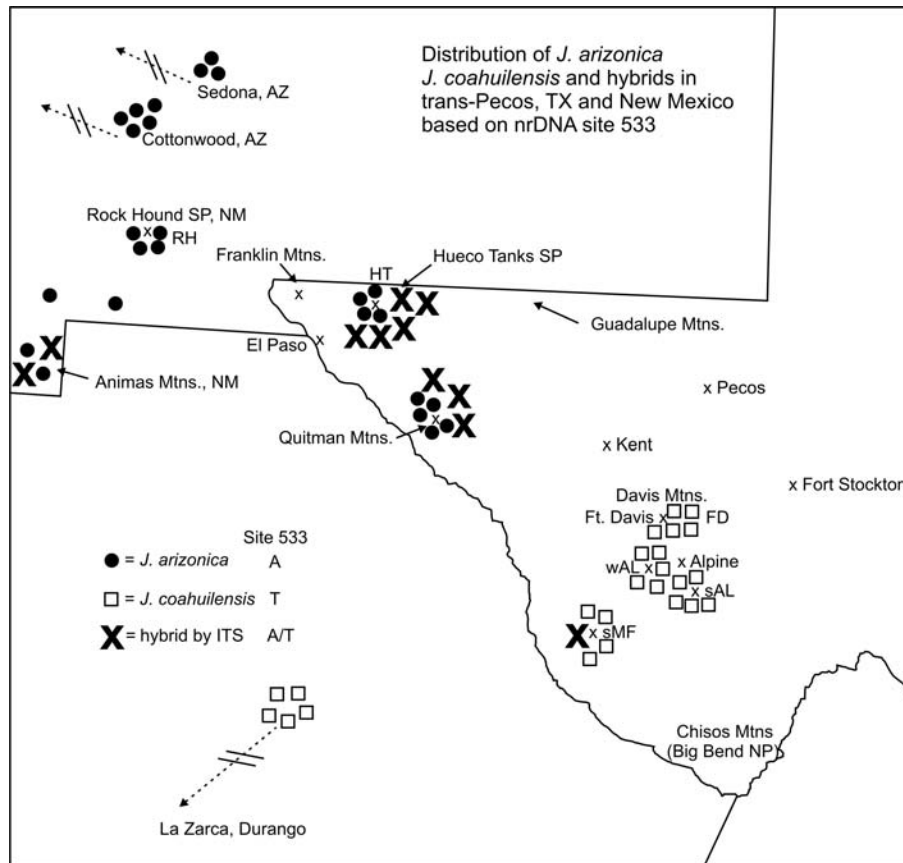 Distribution of J. arizonica
J. coahuilensis and hybrids in
trans-Pecos, TX and New Mexico
based on nrDNA site 533
Sedona, AZ
Cottonwood, AZ
Rock Hound SP, NM
x
RH
Franklin Mtns.
x
HT
x
Hueco Tanks SP
Guadalupe Mtns.
El Paso x
Animas Mtns., NM
x Pecos
Quitman Mtns.
x
x Kent
x Fort Stockton
Davis Mtns.
Ft. Davis x
FD
wAL x
x Alpine
x sAL
x sMF
Site 533
= J. arizonica A
= J. coahuilensis T
X = hybrid by ITS A/T
Chisos Mtns
(Big Bend NP)
La Zarca, Durango